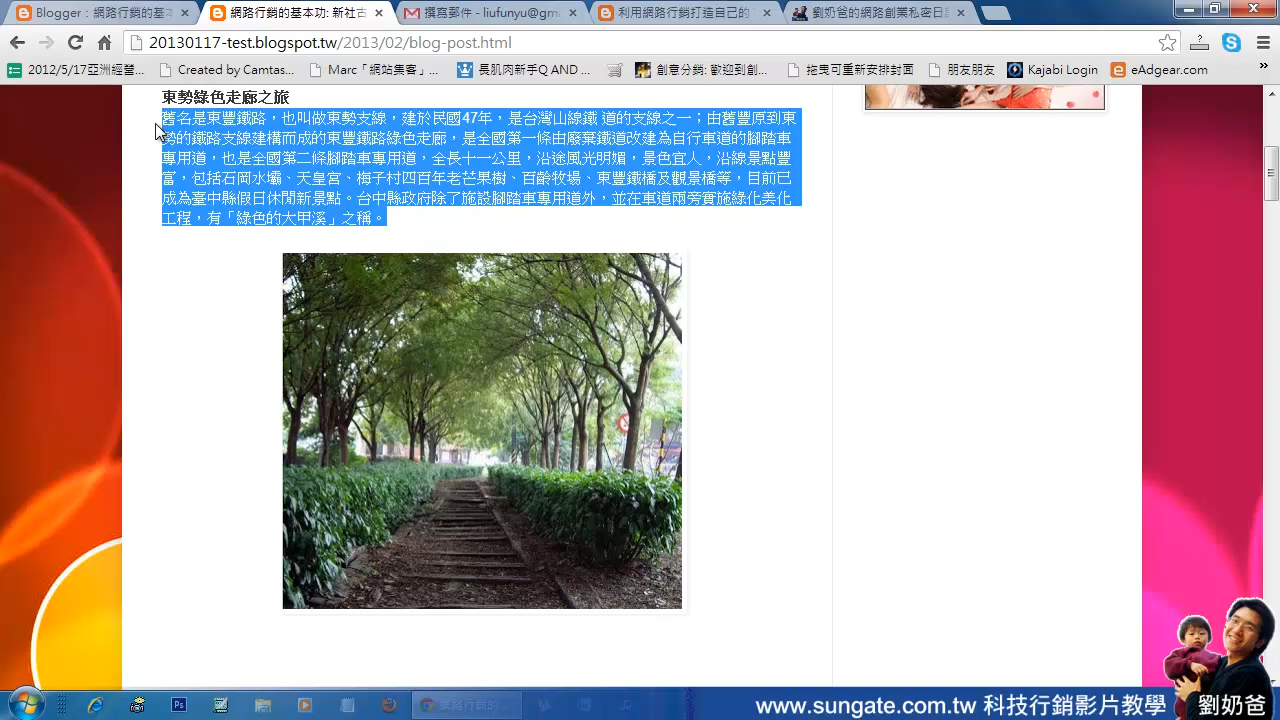 Blogger：網路行銷的基本
網路行銷的基本功: 新社古
撰寫郵件 - liufunyu@gm
利用網路行銷打造自己的
劉奶爸的網路創業私密日
20130117-test.blogspot.tw/2013/02/blog-post.html
2012/5/17亞洲經營...
Created by Camtas...
Marc「網站集客」...
長肌肉新手Q AND...
創意分銷: 歡迎到創...
拖曳可重新安排封面
朋友朋友
Kajabi Login
eAdgear.com
東勢綠色走廊之旅
舊名是東豐鐵路，也叫做東勢支線，建於民國47年，是台灣山線鐵 道的支線之一；由舊豐原到東
勢的鐵路支線建構而成的東豐鐵路綠色走廊，是全國第一條由廢棄鐵道改建為自行車道的腳踏車
專用道，也是全國第二條腳踏車專用道，全長十一公里，沿途風光明媚，景色宜人，沿線景點豐
富，包括石岡水壩、天皇宮、梅子村四百年老芒果樹、百齡牧場、東豐鐵橋及觀景橋等，目前已
成為臺中縣假日休閒新景點。台中縣政府除了施設腳踏車專用道外，並在車道兩旁實施綠化美化
工程，有「綠色的大甲溪」之稱。
網路行銷的...
www.sungate.com.tw 科技行銷影片教學
劉奶爸